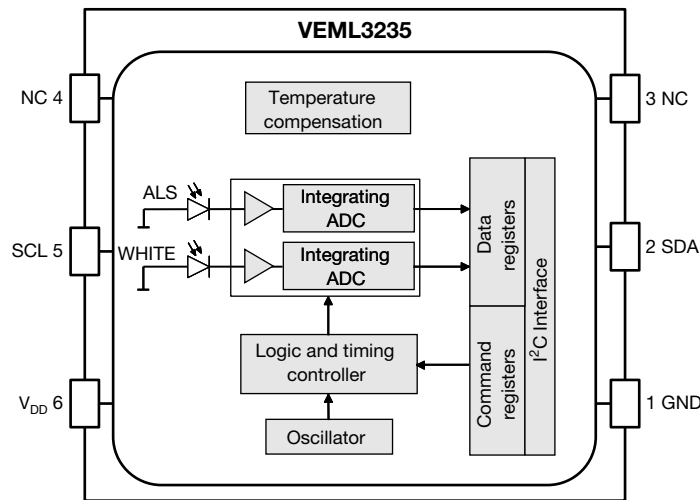 VEML3235
NC 4
3 NC
Temperature
compensation
ALS
Integrating
ADC
WHITE
Integrating
ADC
SCL 5
2 SDA
Data
registers
I²C Interface
Logic and timing
controller
Command
registers
V_DD 6
1 GND
Oscillator